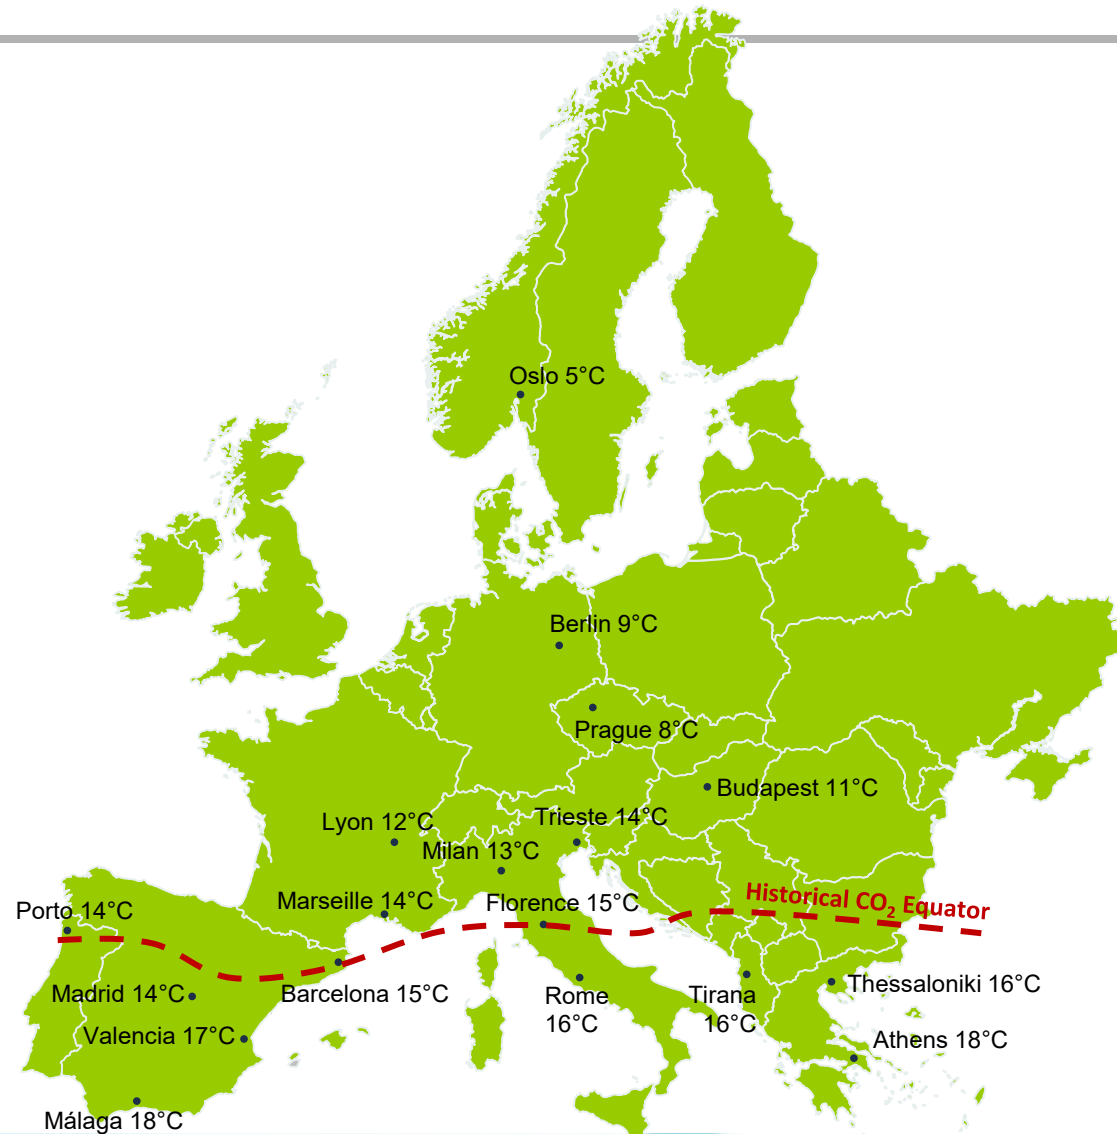 Oslo 5°C
Berlin 9°C
Prague 8°C
Budapest 11°C
Trieste 14°C
Lyon 12°C
Milan 13°C
Historical CO₂ Equator
Marseille 14°C
Florence 15°C
Porto 14°C
Madrid 14°C
Barcelona 15°C
Rome
16°C
Tirana
16°C
Thessaloniki 16°C
Valencia 17°C
Athens 18°C
Málaga 18°C